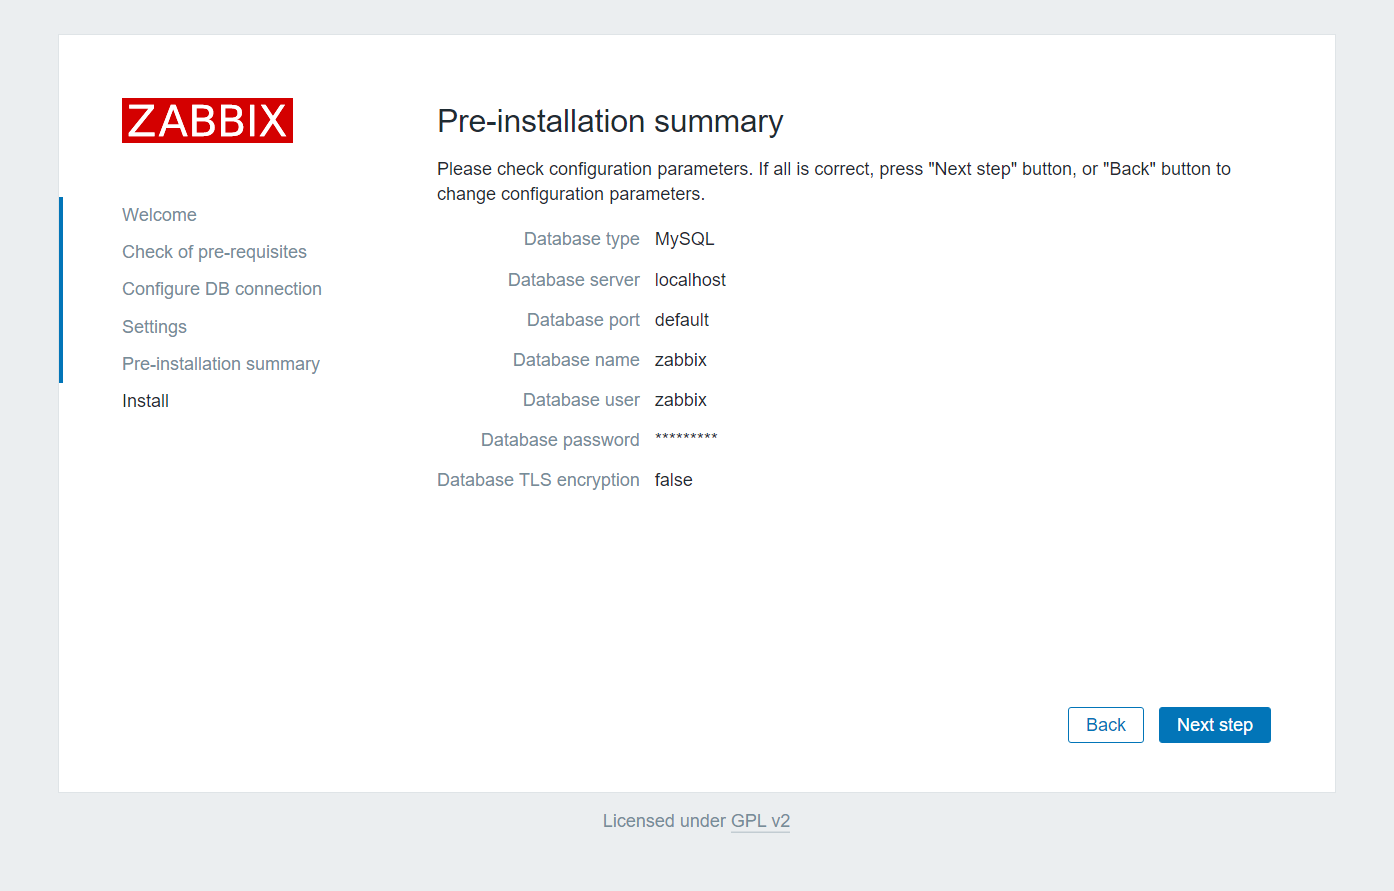 ZABBIX
Welcome
Check of pre-requisites
Configure DB connection
Settings
Pre-installation summary
Install
Pre-installation summary
Please check configuration parameters. If all is correct, press "Next step" button, or "Back" button to
change configuration parameters.
Database type MySQL
Database server localhost
Database port default
Database name zabbix
Database user zabbix
Database password *********
Database TLS encryption false
Back Next step
Licensed under GPL v2